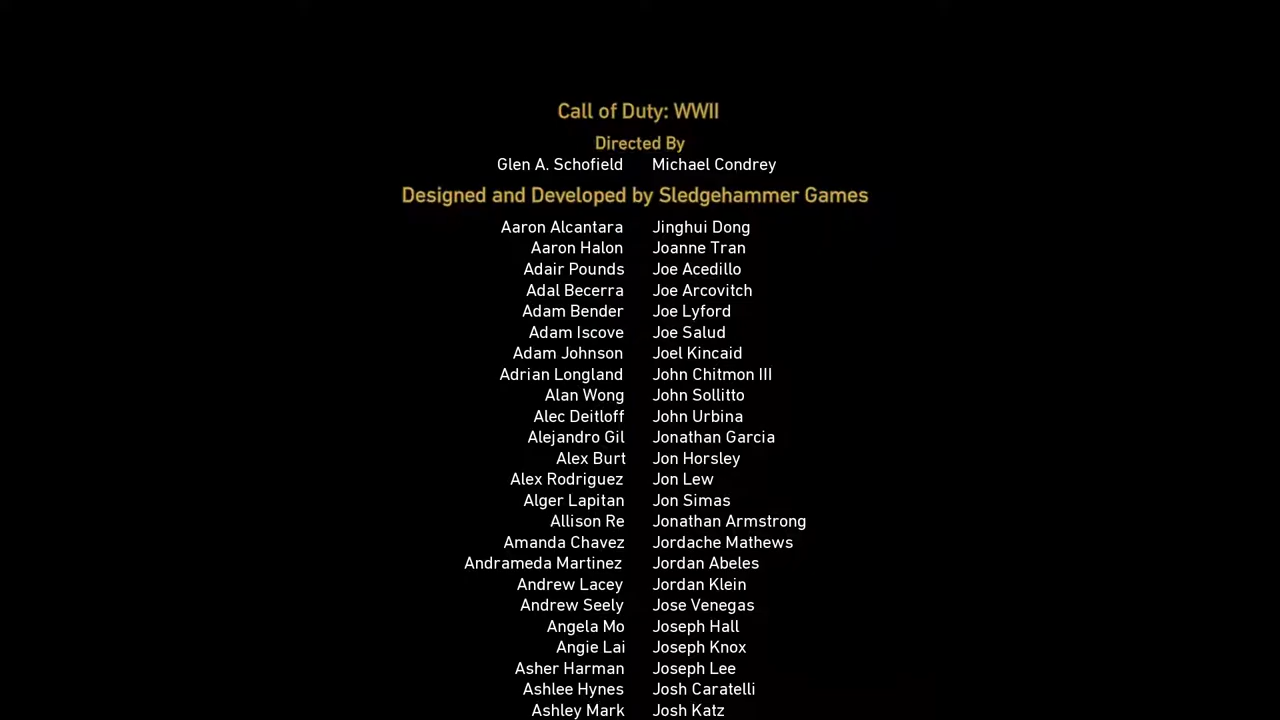 Call of Duty: WWII
Directed By
Glen A. Schofield Michael Condrey
Designed and Developed by Sledgehammer Games
Aaron Alcantara Jinghui Dong
Aaron Halon Joanne Tran
Adair Pounds Joe Acedillo
Adal Becerra Joe Arcovitch
Adam Bender Joe Lyford
Adam Iscove Joe Salud
Adam Johnson Joel Kincaid
Adrian Longland John Chitmon III
Alan Wong John Sollitto
Alec Deitloff John Urbina
Alejandro Gil Jonathan Garcia
Alex Burt Jon Horsley
Alex Rodriguez Jon Lew
Alger Lapitan Jon Simas
Allison Re Jonathan Armstrong
Amanda Chavez Jordache Mathews
Andrameda Martinez Jordan Abeles
Andrew Lacey Jordan Klein
Andrew Seely Jose Venegas
Angela Mo Joseph Hall
Angie Lai Joseph Knox
Asher Harman Joseph Lee
Ashlee Hynes Josh Caratelli
Ashley Mark Josh Katz